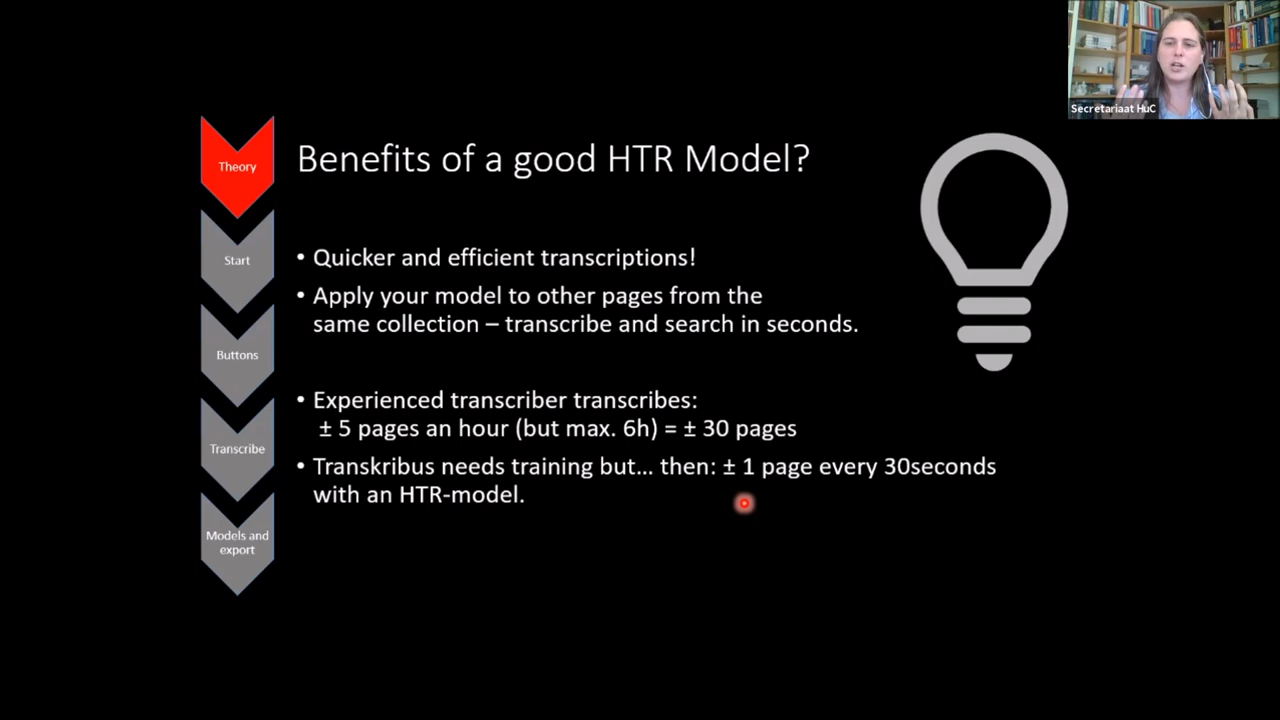 Secretariaat HuC
Theory
Start
Buttons
Transcribe
Models and
export
Benefits of a good HTR Model?
• Quicker and efficient transcriptions!
• Apply your model to other pages from the
same collection – transcribe and search in seconds.
• Experienced transcriber transcribes:
± 5 pages an hour (but max. 6h) = ± 30 pages
• Transkribus needs training but... then: ± 1 page every 30seconds
with an HTR-model.